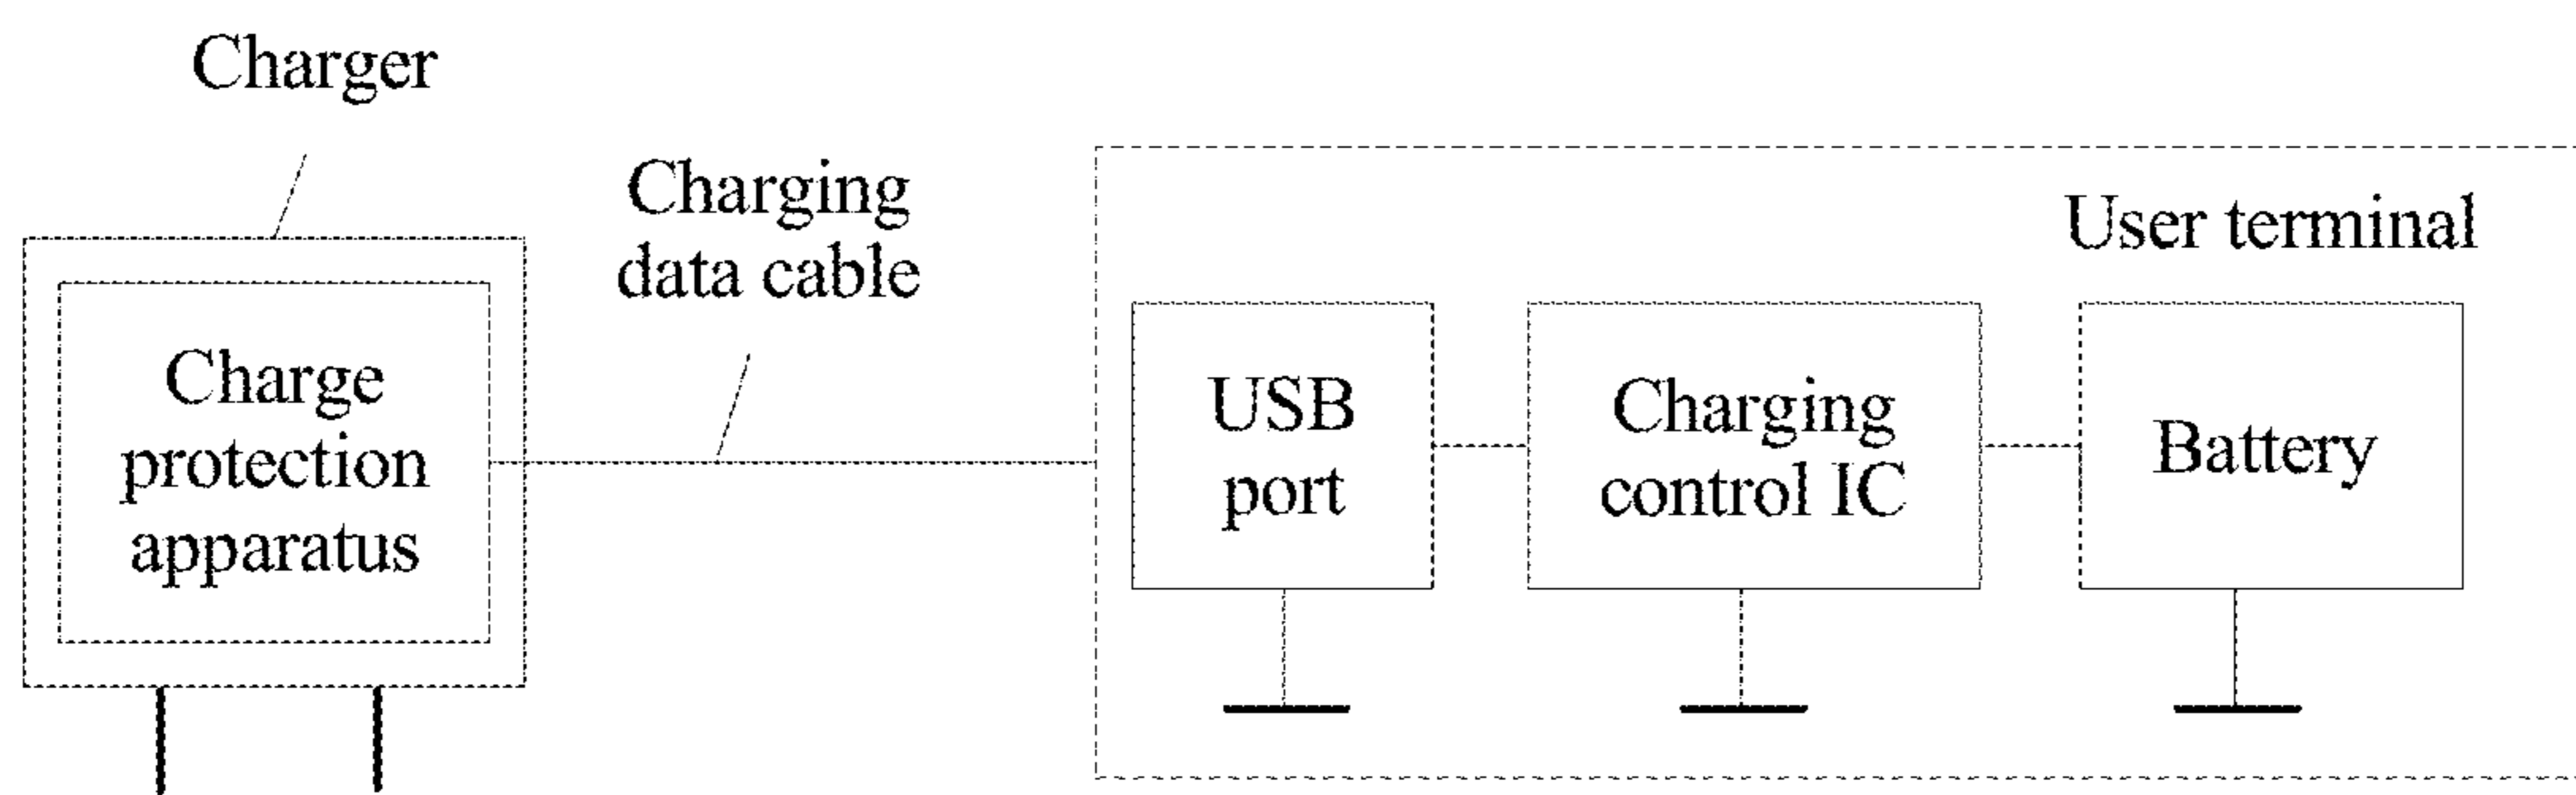 Charger
Charging
data cable
User terminal
Charge
protection
apparatus
USB
port
Charging
control IC
Battery